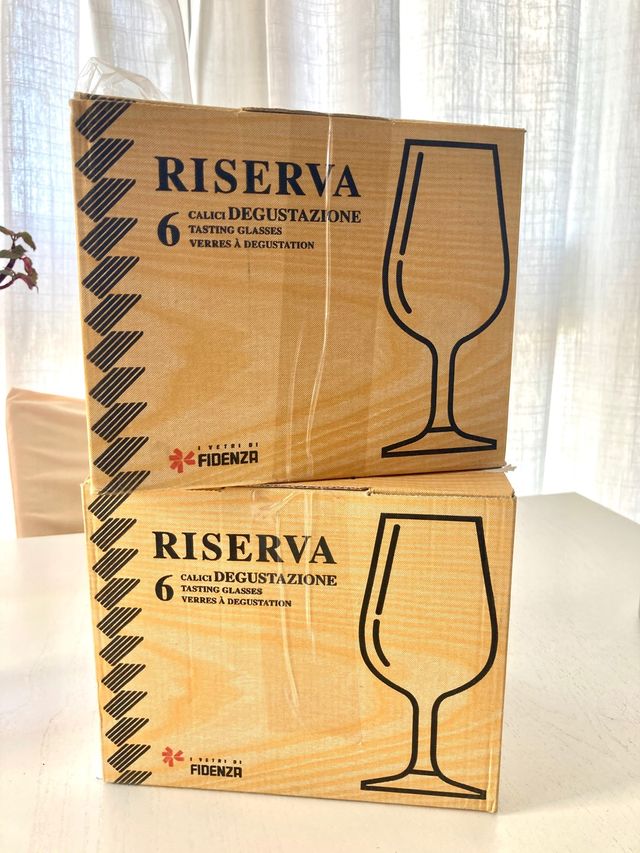 RISERVA
6 CALICI DEGUSTAZIONE
TASTING GLASSES
VERRES À DEGUSTATION
I VETRI DI
FIDENZA
RISERVA
6 CALICI DEGUSTAZIONE
TASTING GLASSES
VERRES À DEGUSTATION
I VETRI DI
FIDENZA